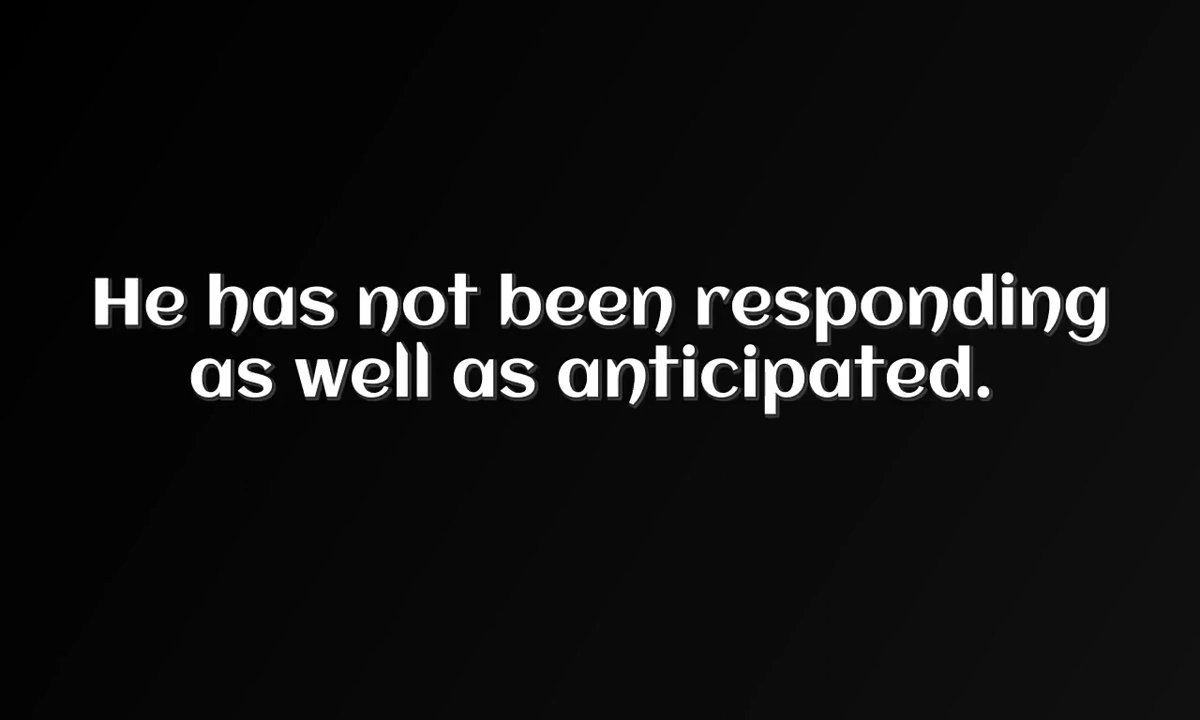 He has not been responding
as well as anticipated.